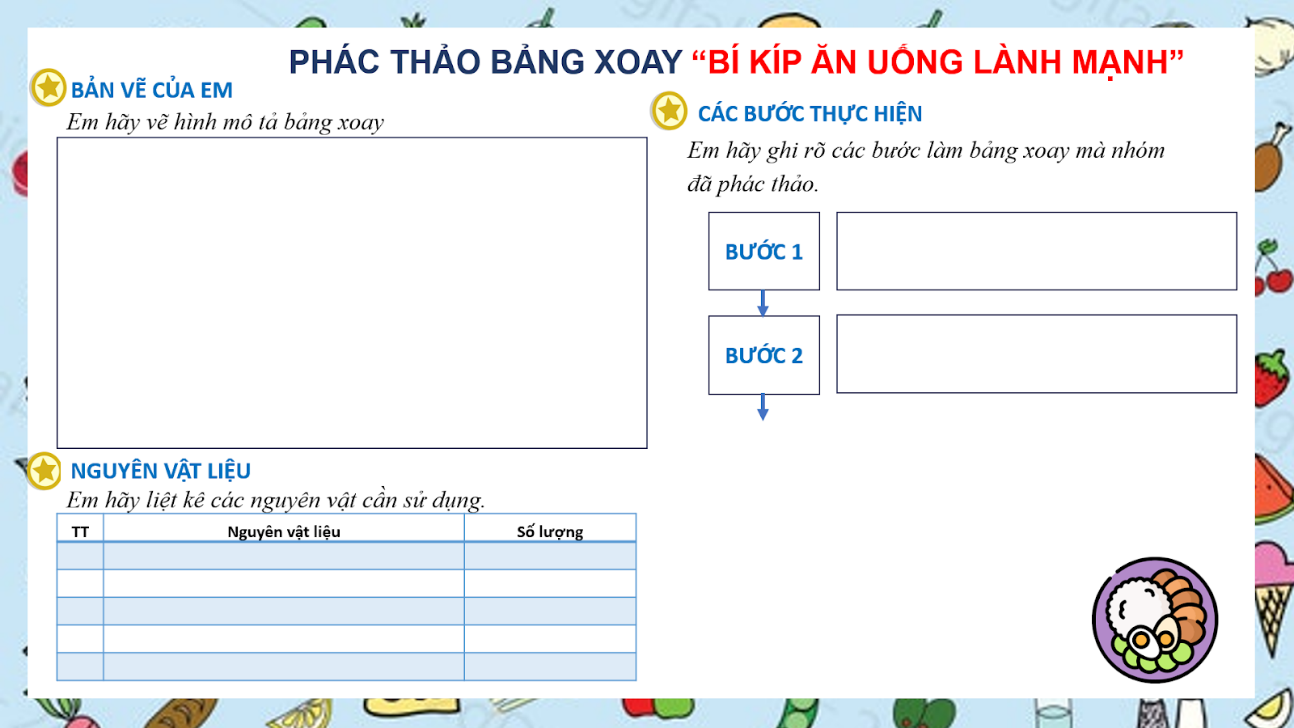 PHÁC THẢO BẢNG XOAY “BÍ KÍP ĂN UỐNG LÀNH MẠNH”
BẢN VẼ CỦA EM
Em hãy vẽ hình mô tả bảng xoay
NGUYÊN VẬT LIỆU
Em hãy liệt kê các nguyên vật cần sử dụng.
TT Nguyên vật liệu Số lượng
CÁC BƯỚC THỰC HIỆN
Em hãy ghi rõ các bước làm bảng xoay mà nhóm
đã phác thảo.
BƯỚC 1
BƯỚC 2